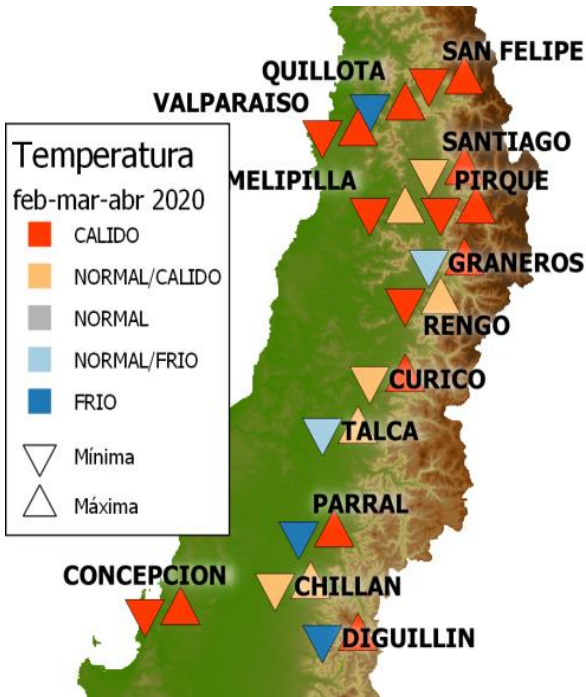 SAN FELIPE
QUILLOTA
VALPARAISO
SANTIAGO
MELIPILLA
PIRQUE
GRANEROS
RENGO
CURICO
TALCA
PARRAL
CONCEPCION
CHILLAN
DIGUILLIN
Temperatura
feb-mar-abr 2020
CALIDO
NORMAL/CALIDO
NORMAL
NORMAL/FRIO
FRIO
Mínima
Máxima